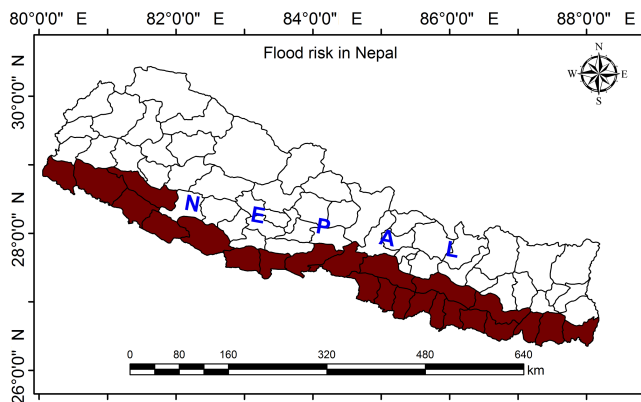 80°0'0" E 82°0'0" E 84°0'0" E 86°0'0" E 88°0'0" E
Flood risk in Nepal
N
W E
S
30°0'0" N
28°0'0" N
26°0'0" N
N E P A L
0 40 80 160 320 480 640
km